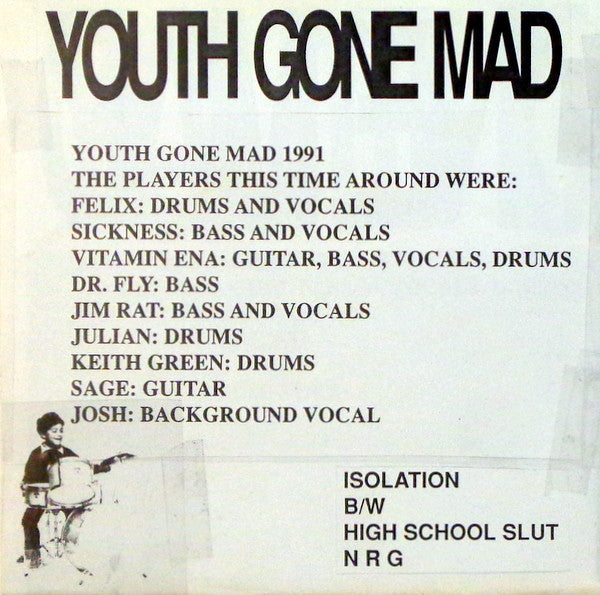 YOUTH GONE MAD
YOUTH GONE MAD 1991
THE PLAYERS THIS TIME AROUND WERE:
FELIX: DRUMS AND VOCALS
SICKNESS: BASS AND VOCALS
VITAMIN ENA: GUITAR, BASS, VOCALS, DRUMS
DR. FLY: BASS
JIM RAT: BASS AND VOCALS
JULIAN: DRUMS
KEITH GREEN: DRUMS
SAGE: GUITAR
JOSH: BACKGROUND VOCAL
ISOLATION
B/W
HIGH SCHOOL SLUT
N R G